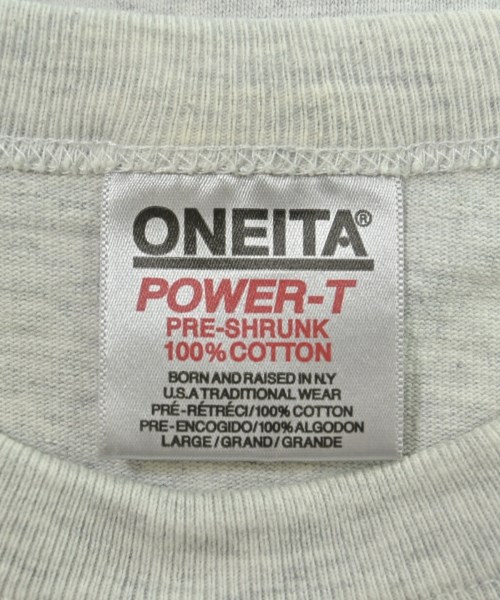 ONEITA®
POWER-T
PRE-SHRUNK
100% COTTON
BORN AND RAISED IN N.Y
U.S.A TRADITIONAL WEAR
PRÉ-RÉTRÉCI/100% COTTON
PRE-ENCOGIDO/100% ALGODON
LARGE/GRAND/GRANDE